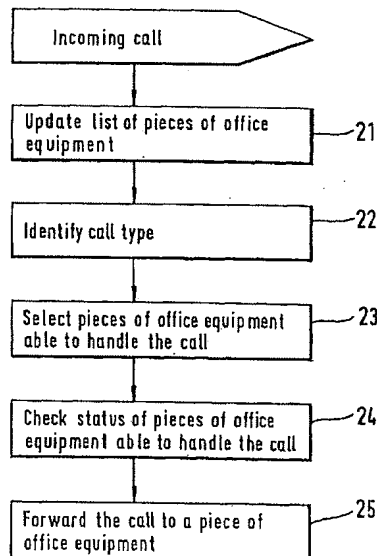 Incoming call
Update list of pieces of office
equipment
21
Identify call type
22
Select pieces of office equipment
able to handle the call
23
Check status of pieces of office
equipment able to handle the call
24
Forward the call to a piece of
office equipment
25